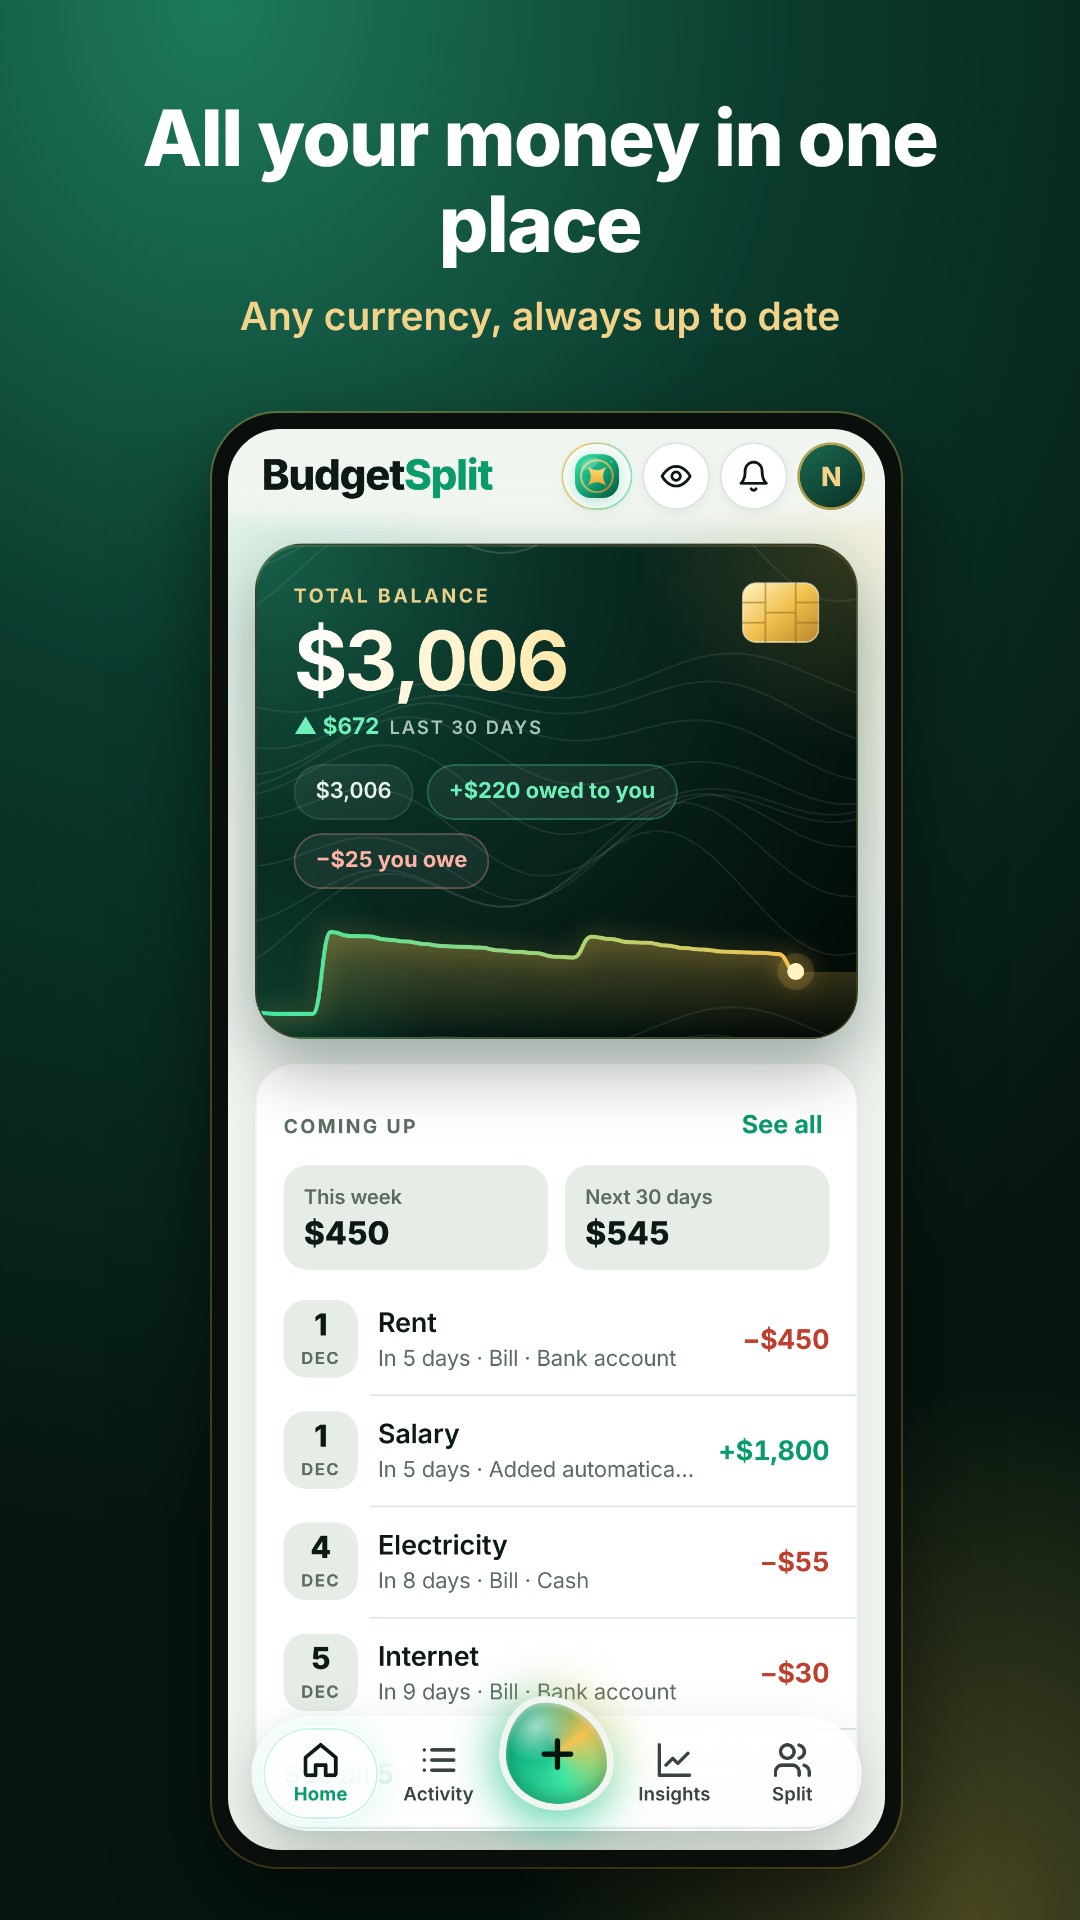 All your money in one
place
Any currency, always up to date
BudgetSplit
N
TOTAL BALANCE
$3,006
▲ $672 LAST 30 DAYS
$3,006
+$220 owed to you
−$25 you owe
COMING UP
See all
This week
$450
Next 30 days
$545
1
DEC
Rent
In 5 days · Bill · Bank account
−$450
1
DEC
Salary
In 5 days · Added automatica...
+$1,800
4
DEC
Electricity
In 8 days · Bill · Cash
−$55
5
DEC
Internet
In 9 days · Bill · Bank account
−$30
Home
Activity
+
Insights
Split